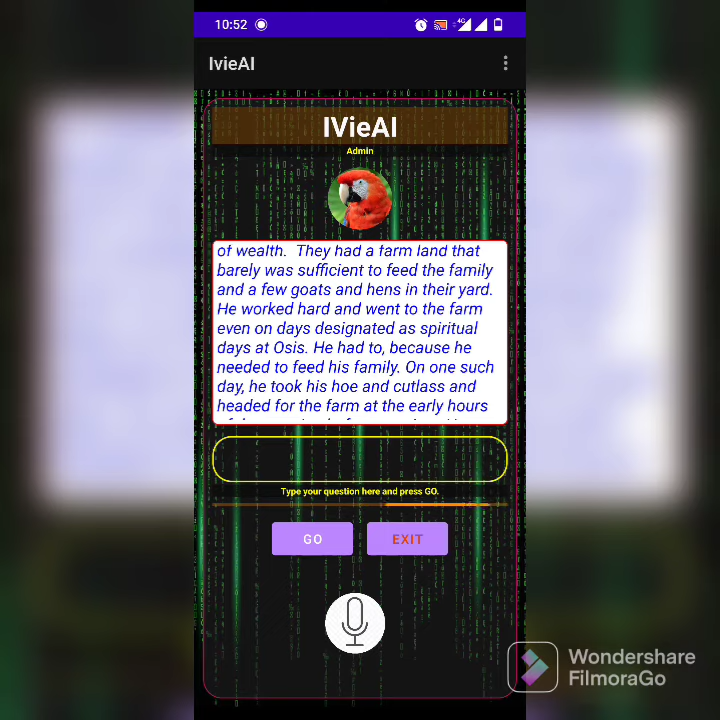 10:52
4G
IvieAI
IVieAI
Admin
of wealth. They had a farm land that
barely was sufficient to feed the family
and a few goats and hens in their yard.
He worked hard and went to the farm
even on days designated as spiritual
days at Osis. He had to, because he
needed to feed his family. On one such
day, he took his hoe and cutlass and
headed for the farm at the early hours
Type your question here and press GO.
GO EXIT
Wondershare
FilmoraGo